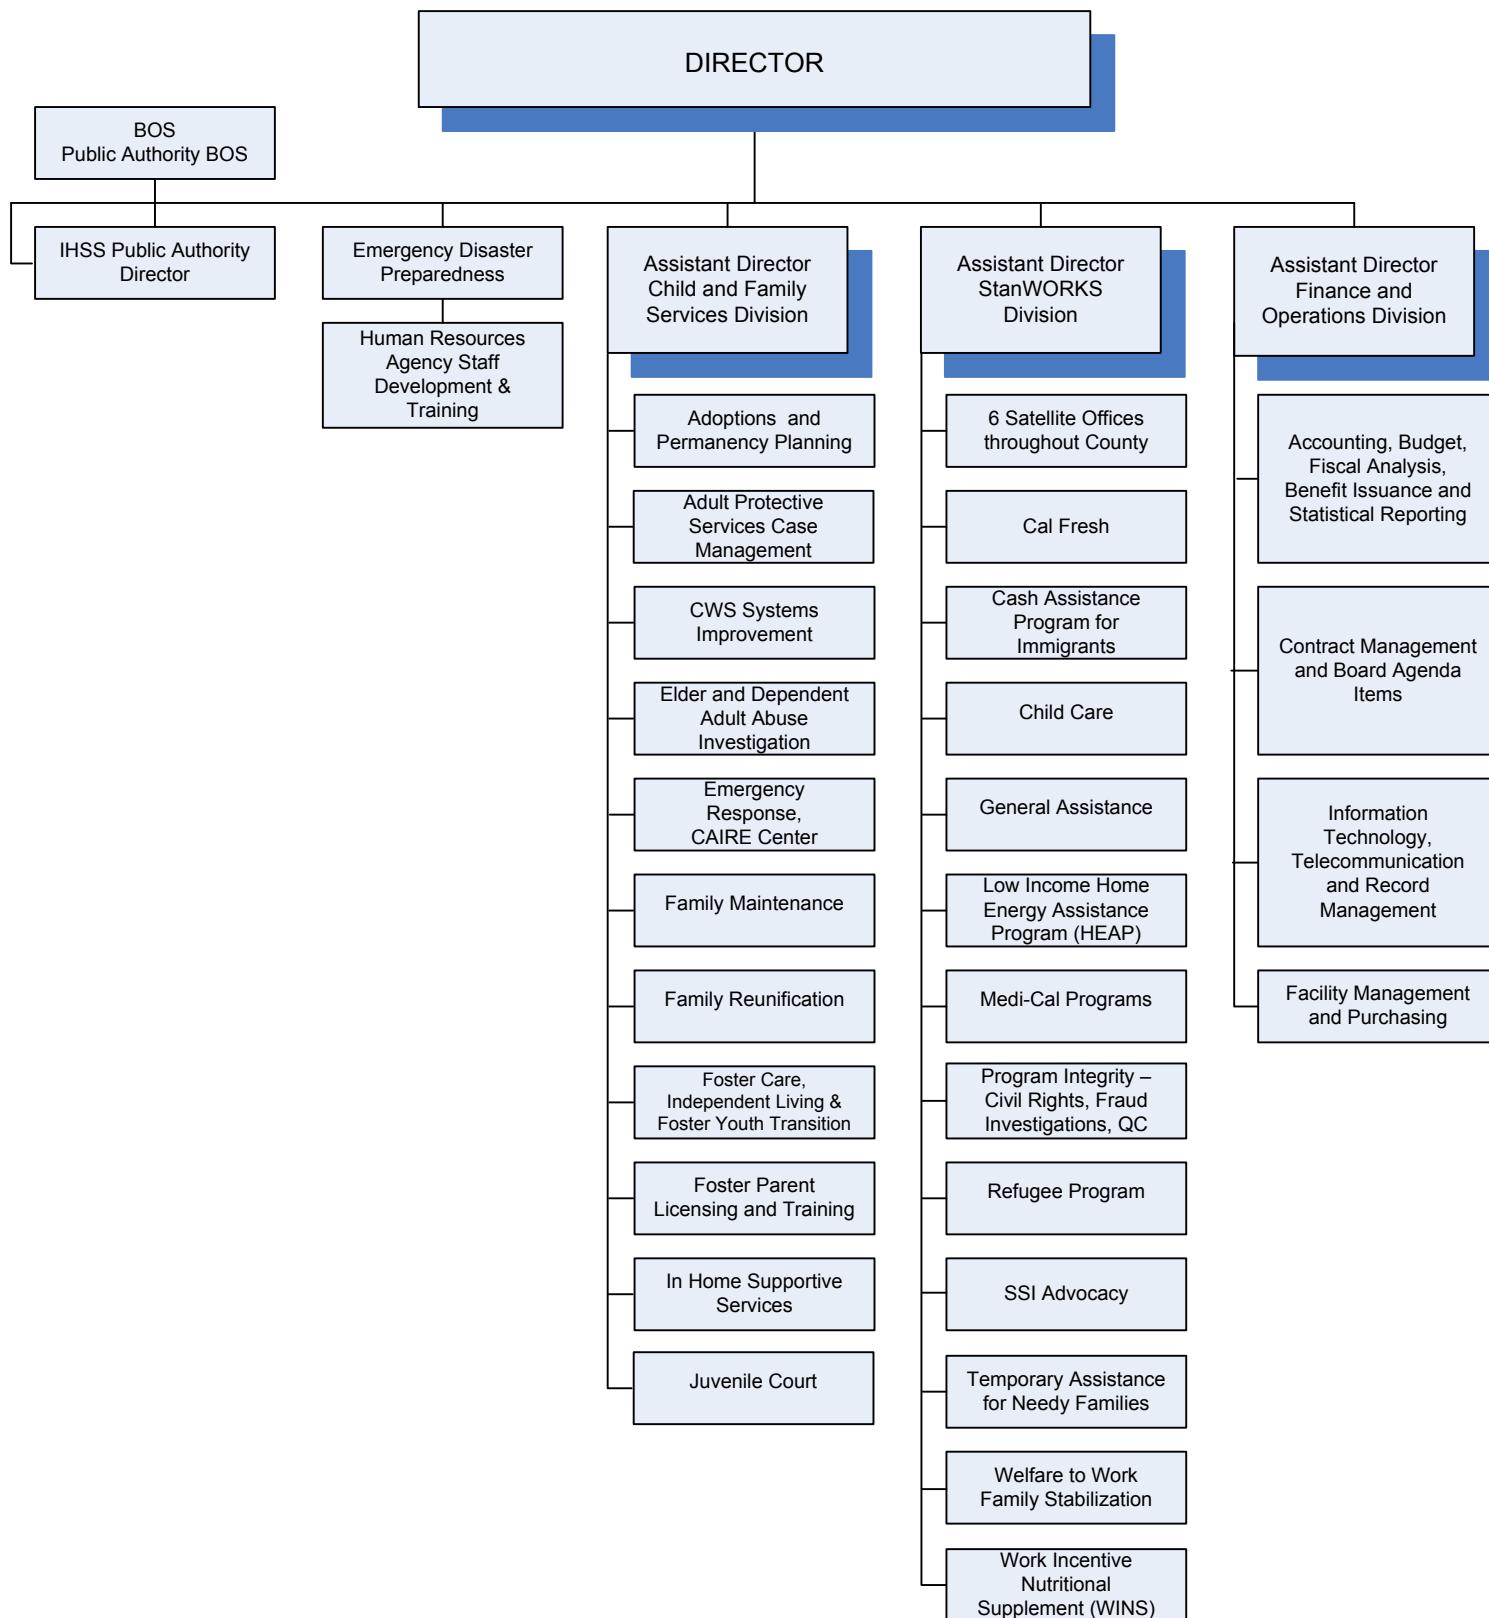 DIRECTOR
BOS
Public Authority BOS
IHSS Public Authority
Director
Emergency Disaster
Preparedness
Human Resources
Agency Staff
Development &
Training
Assistant Director
Child and Family
Services Division
Adoptions and
Permanency Planning
Adult Protective
Services Case
Management
CWS Systems
Improvement
Elder and Dependent
Adult Abuse
Investigation
Emergency
Response,
CAIRE Center
Family Maintenance
Family Reunification
Foster Care,
Independent Living &
Foster Youth Transition
Foster Parent
Licensing and Training
In Home Supportive
Services
Juvenile Court
Assistant Director
StanWORKS
Division
6 Satellite Offices
throughout County
Cal Fresh
Cash Assistance
Program for
Immigrants
Child Care
General Assistance
Low Income Home
Energy Assistance
Program (HEAP)
Medi-Cal Programs
Program Integrity –
Civil Rights, Fraud
Investigations, QC
Refugee Program
SSI Advocacy
Temporary Assistance
for Needy Families
Welfare to Work
Family Stabilization
Work Incentive
Nutritional
Supplement (WINS)
Assistant Director
Finance and
Operations Division
Accounting, Budget,
Fiscal Analysis,
Benefit Issuance and
Statistical Reporting
Contract Management
and Board Agenda
Items
Information
Technology,
Telecommunication
and Record
Management
Facility Management
and Purchasing